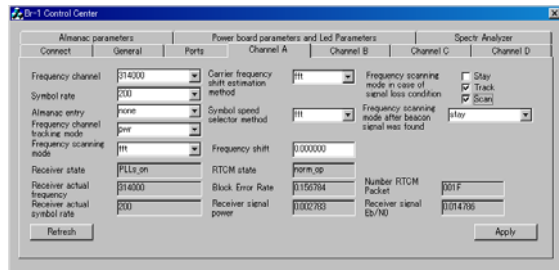 Br-1 Control Center
Almanac parameters
Power board parameters and Led Parameters
Spectr Analyzer
Connect
General
Ports
Channel A
Channel B
Channel C
Channel D
Frequency channel
314000
Symbol rate
200
Almanac entry
none
Frequency channel
tracking mode
pwr
Frequency scanning
mode
fft
Receiver state
PLLs_on
Receiver actual
frequency
314000
Receiver actual
symbol rate
200
Refresh
Carrier frequency
shift estimation
method
fft
Symbol speed
selector method
fft
Frequency shift
0.000000
RTCM state
norm_op
Block Error Rate
0.156784
Receiver signal
power
0.002783
Frequency scanning
mode in case of
signal loss condition
Stay
Track
Scan
Frequency scanning
mode after beacon
signal was found
stay
Number RTCM
Packet
001F
Receiver signal
Eb/N0
0.014786
Apply